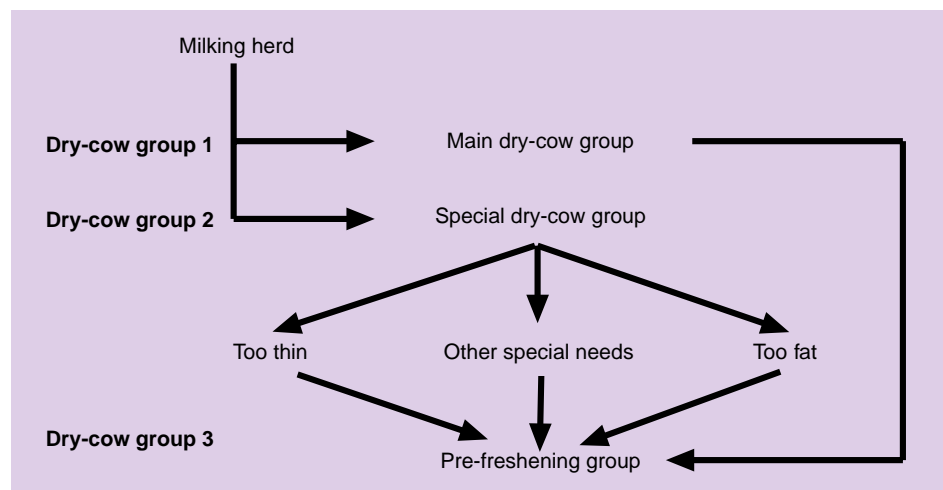 Milking herd
Dry-cow group 1
Main dry-cow group
Dry-cow group 2
Special dry-cow group
Too thin
Other special needs
Too fat
Dry-cow group 3
Pre-freshening group